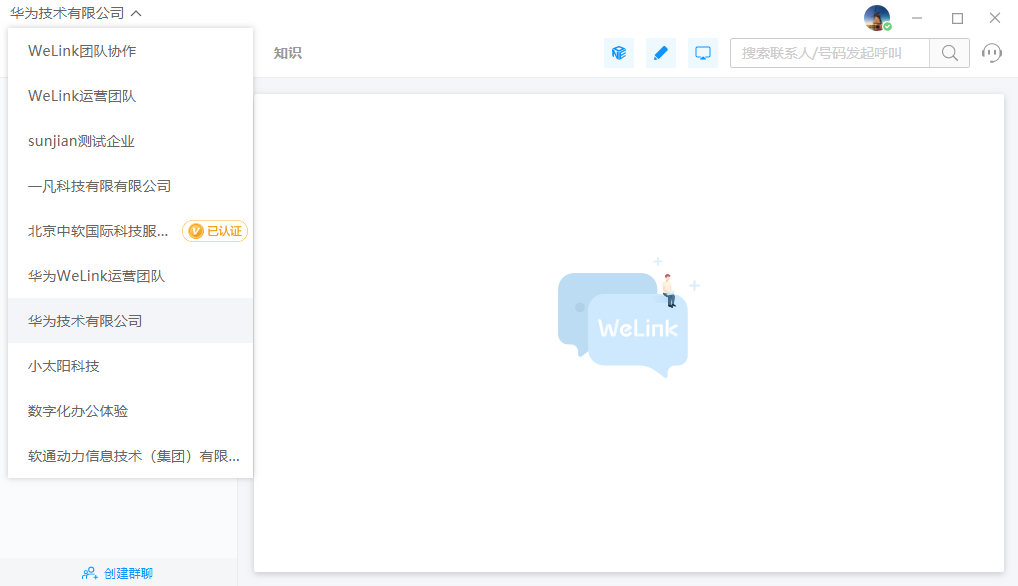 华为技术有限公司
知识
搜索联系人/号码发起呼叫
WeLink团队协作
WeLink运营团队
sunjian测试企业
一凡科技有限有限公司
北京中软国际科技服... 已认证
华为WeLink运营团队
华为技术有限公司
小太阳科技
数字化办公体验
软通动力信息技术（集团）有限...
WeLink
创建群聊